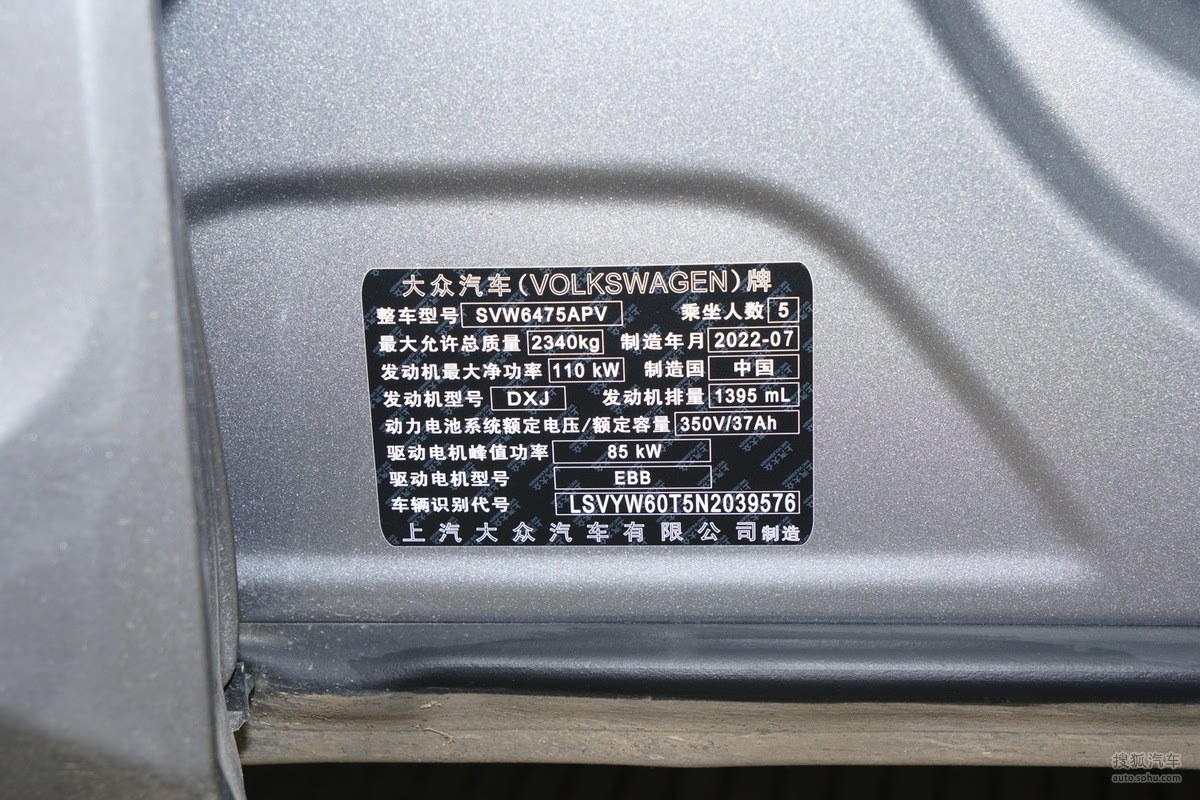 大众汽车(VOLKSWAGEN)牌
整车型号 SVW6475APV 乘坐人数 5
最大允许总质量 2340kg 制造年月 2022-07
发动机最大净功率 110 kW 制造国 中国
发动机型号 DXJ 发动机排量 1395 mL
动力电池系统额定电压/额定容量 350V/37Ah
驱动电机峰值功率 85 kW
驱动电机型号 EBB
车辆识别代号 LSVYW60T5N2039576
上汽大众汽车有限公司制造
搜狐汽车
auto.sohu.com